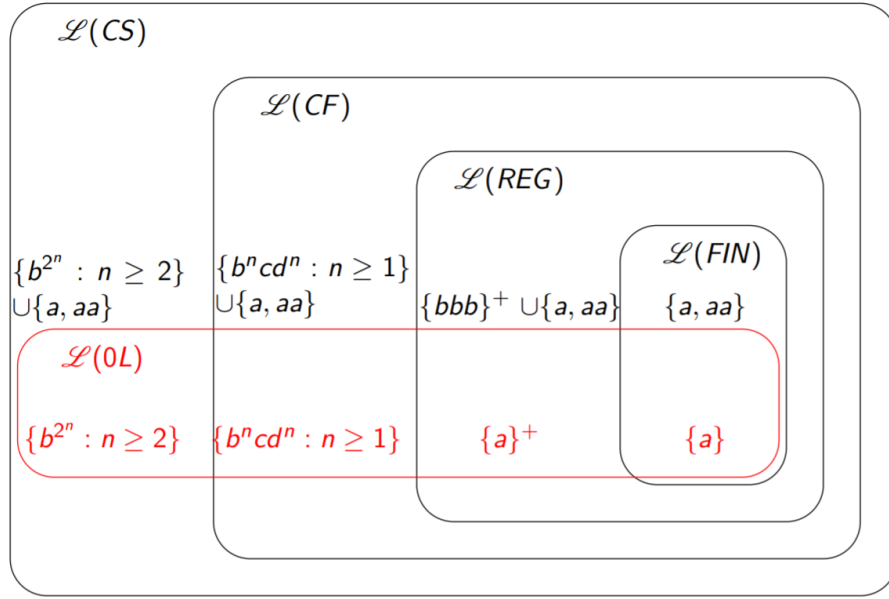 ℒ(CS)
ℒ(CF)
ℒ(REG)
ℒ(FIN)
{b^{2^n} : n ≥ 2}
∪{a, aa}
{b^n cd^n : n ≥ 1}
∪{a, aa}
{bbb}^+ ∪{a, aa}
{a, aa}
ℒ(0L)
{b^{2^n} : n ≥ 2}
{b^n cd^n : n ≥ 1}
{a}^+
{a}